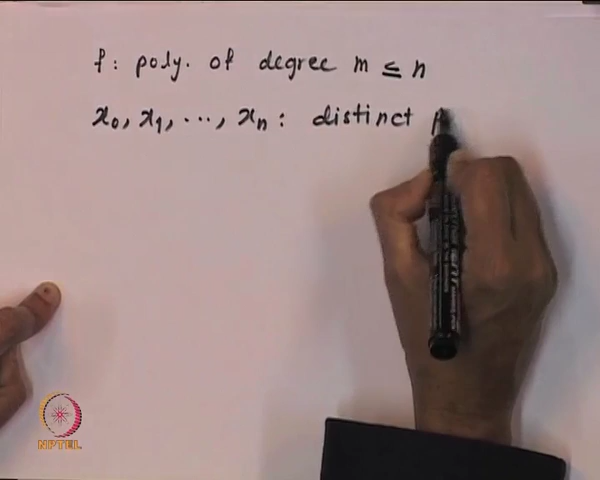 f: poly. of degree m ≤ n
x₀, x₁, ..., xₙ : distinct
NPTEL